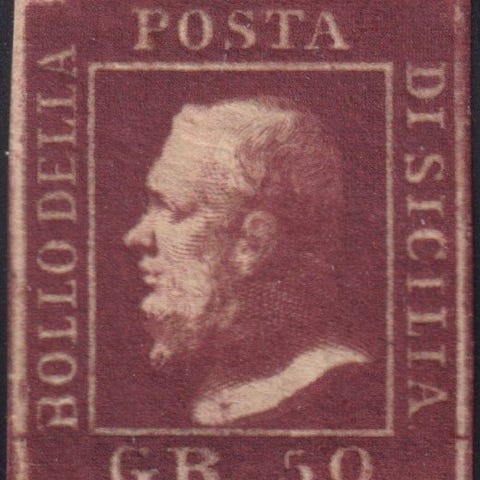 POSTA
BOLLO DELLA
DI SICILIA
GR 50